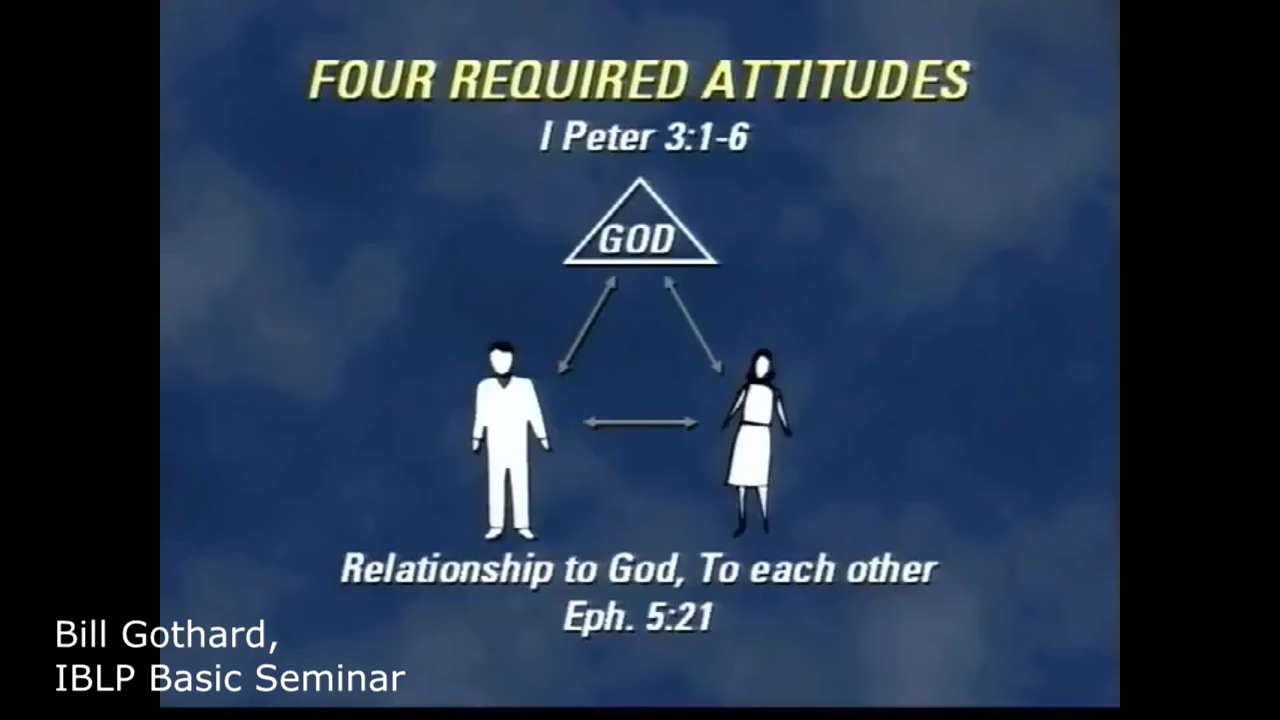 FOUR REQUIRED ATTITUDES
I Peter 3:1-6
GOD
Relationship to God, To each other
Eph. 5:21
Bill Gothard,
IBLP Basic Seminar